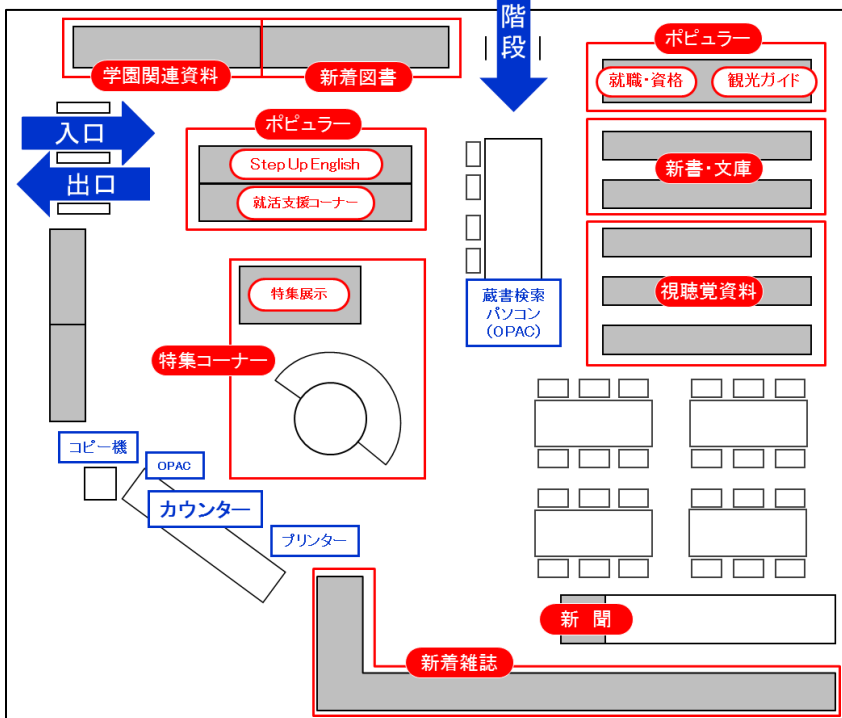 階
段
ポピュラー
学園関連資料
新着図書
就職・資格
観光ガイド
入口
ポピュラー
Step Up English
新書・文庫
出口
就活支援コーナー
特集展示
蔵書検索
パソコン
(OPAC)
視聴覚資料
特集コーナー
コピー機
OPAC
カウンター
プリンター
新 聞
新着雑誌